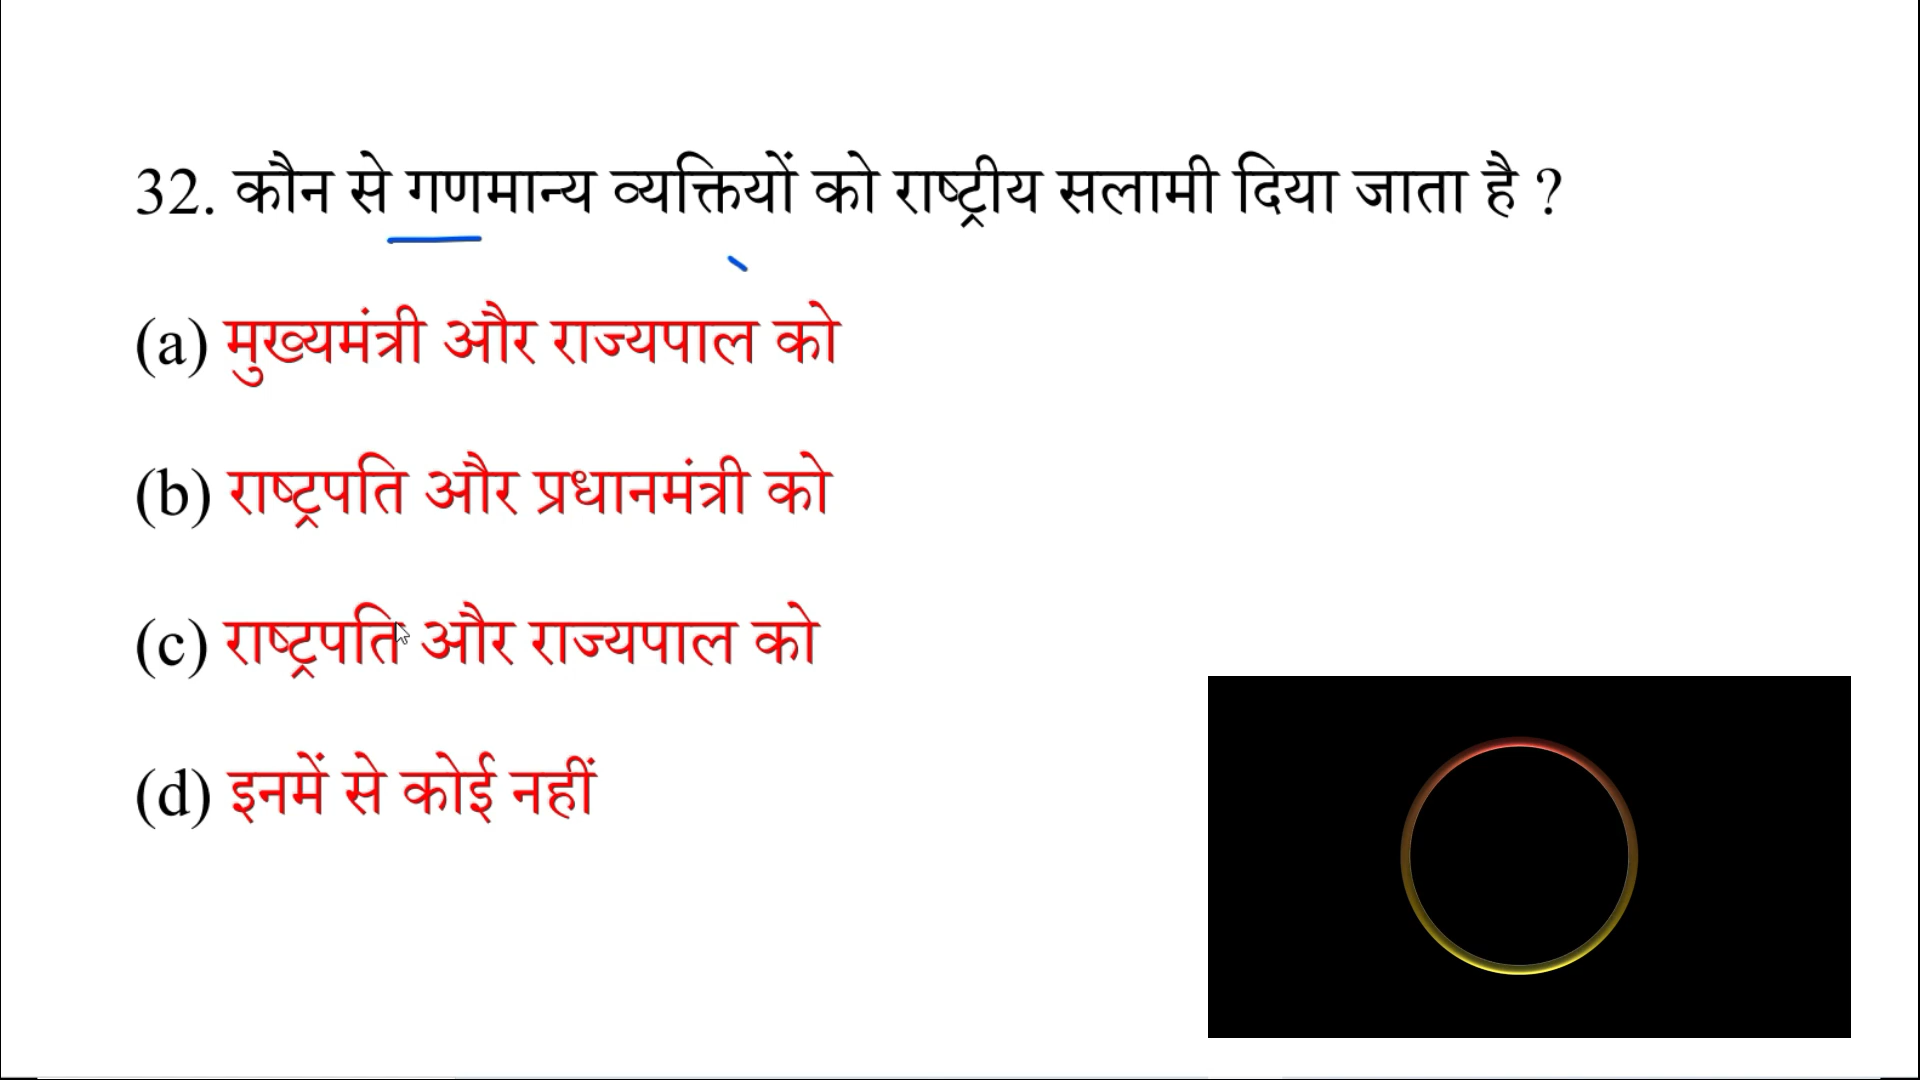 32. कौन से गणमान्य व्यक्तियों को राष्ट्रीय सलामी दिया जाता है ?
(a) मुख्यमंत्री और राज्यपाल को
(b) राष्ट्रपति और प्रधानमंत्री को
(c) राष्ट्रपति और राज्यपाल को
(d) इनमें से कोई नहीं